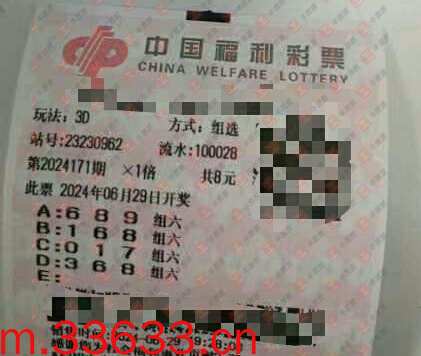 中国福利彩票
CHINA WELFARE LOTTERY
玩法:3D 方式:组选
站号:23230962 流水:100028
第2024171期 ×1倍 共8元
此票 2024年06月29日开奖
A:6 8 9 组六
B:1 6 8 组六
C:0 1 7 组六
D:3 6 8 组六
E:
m.33633.cn